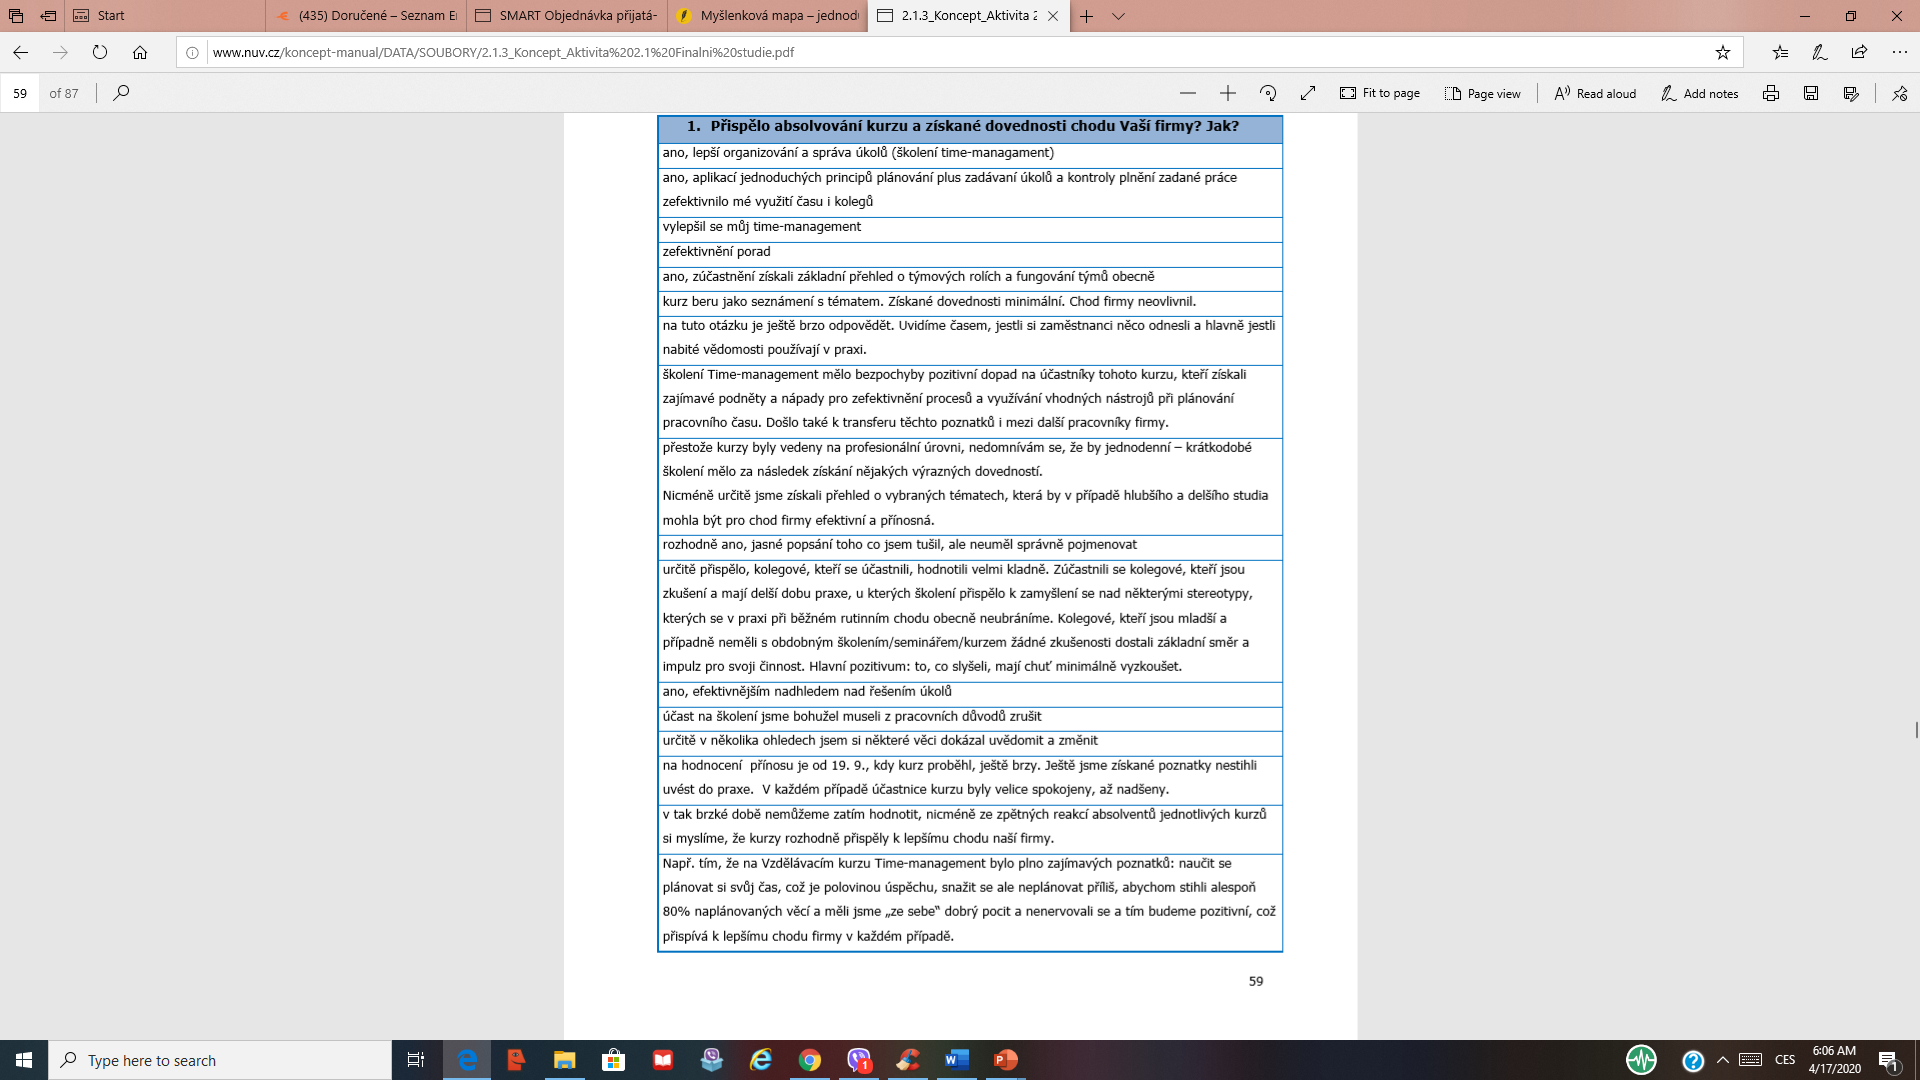 Start
(435) Doručené – Seznam E
SMART Objednávka přijatá-
Myšlenková mapa – jednod
2.1.3_Koncept_Aktivita 2
www.nuv.cz/koncept-manual/DATA/SOUBORY/2.1.3_Koncept_Aktivita%202.1%20Finalni%20studie.pdf
59 of 87
Fit to page
Page view
Read aloud
Add notes
1. Přispělo absolvování kurzu a získané dovednosti chodu Vaší firmy? Jak?
ano, lepší organizování a správa úkolů (školení time-managament)
ano, aplikací jednoduchých principů plánování plus zadávaní úkolů a kontroly plnění zadané práce
zefektivnilo mé využití času i kolegů
vylepšil se můj time-management
zefektivnění porad
ano, zúčastnění získali základní přehled o týmových rolích a fungování týmů obecně
kurz beru jako seznámení s tématem. Získané dovednosti minimální. Chod firmy neovlivnil.
na tuto otázku je ještě brzo odpovědět. Uvidíme časem, jestli si zaměstnanci něco odnesli a hlavně jestli
nabité vědomosti používají v praxi.
školení Time-management mělo bezpochyby pozitivní dopad na účastníky tohoto kurzu, kteří získali
zajímavé podněty a nápady pro zefektivnění procesů a využívání vhodných nástrojů při plánování
pracovního času. Došlo také k transferu těchto poznatků i mezi další pracovníky firmy.
přestože kurzy byly vedeny na profesionální úrovni, nedomnívám se, že by jednodenní – krátkodobé
školení mělo za následek získání nějakých výrazných dovedností.
Nicméně určitě jsme získali přehled o vybraných tématech, která by v případě hlubšího a delšího studia
mohla být pro chod firmy efektivní a přínosná.
rozhodně ano, jasné popsání toho co jsem tušil, ale neuměl správně pojmenovat
určitě přispělo, kolegové, kteří se účastnili, hodnotili velmi kladně. Zúčastnili se kolegové, kteří jsou
zkušení a mají delší dobu praxe, u kterých školení přispělo k zamyšlení se nad některými stereotypy,
kterých se v praxi při běžném rutinním chodu obecně neubráníme. Kolegové, kteří jsou mladší a
případně neměli s obdobným školením/seminářem/kurzem žádné zkušenosti dostali základní směr a
impulz pro svoji činnost. Hlavní pozitivum: to, co slyšeli, mají chuť minimálně vyzkoušet.
ano, efektivnějším nadhledem nad řešením úkolů
účast na školení jsme bohužel museli z pracovních důvodů zrušit
určitě v několika ohledech jsem si některé věci dokázal uvědomit a změnit
na hodnocení přínosu je od 19. 9., kdy kurz proběhl, ještě brzy. Ještě jsme získané poznatky nestihli
uvést do praxe. V každém případě účastnice kurzu byly velice spokojeny, až nadšeny.
v tak brzké době nemůžeme zatím hodnotit, nicméně ze zpětných reakcí absolventů jednotlivých kurzů
si myslíme, že kurzy rozhodně přispěly k lepšímu chodu naší firmy.
Např. tím, že na Vzdělávacím kurzu Time-management bylo plno zajímavých poznatků: naučit se
plánovat si svůj čas, což je polovinou úspěchu, snažit se ale neplánovat příliš, abychom stihli alespoň
80% naplánovaných věcí a měli jsme „ze sebe“ dobrý pocit a nenervovali se a tím budeme pozitivní, což
přispívá k lepšímu chodu firmy v každém případě.
59
Type here to search
1
CES
6:06 AM
4/17/2020
1